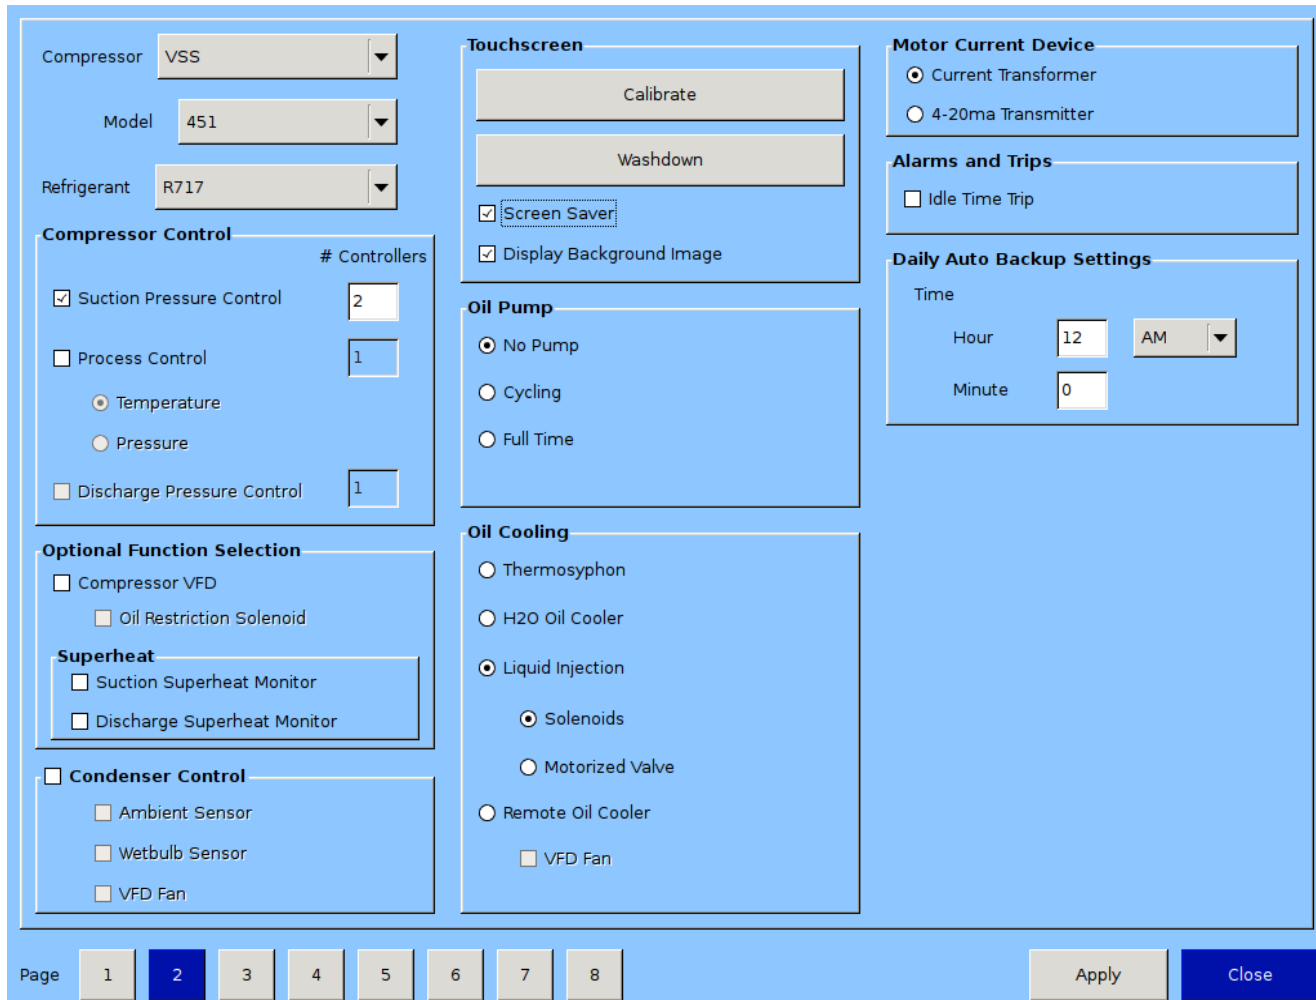 Compressor VSS
Model 451
Refrigerant R717
Compressor Control
# Controllers
Suction Pressure Control 2
Process Control 1
Temperature
Pressure
Discharge Pressure Control 1
Optional Function Selection
Compressor VFD
Oil Restriction Solenoid
Superheat
Suction Superheat Monitor
Discharge Superheat Monitor
Condenser Control
Ambient Sensor
Wetbulb Sensor
VFD Fan
Touchscreen
Calibrate
Washdown
Screen Saver
Display Background Image
Oil Pump
No Pump
Cycling
Full Time
Oil Cooling
Thermosyphon
H2O Oil Cooler
Liquid Injection
Solenoids
Motorized Valve
Remote Oil Cooler
VFD Fan
Motor Current Device
Current Transformer
4-20ma Transmitter
Alarms and Trips
Idle Time Trip
Daily Auto Backup Settings
Time
Hour 12 AM
Minute 0
Page 1 2 3 4 5 6 7 8 Apply Close